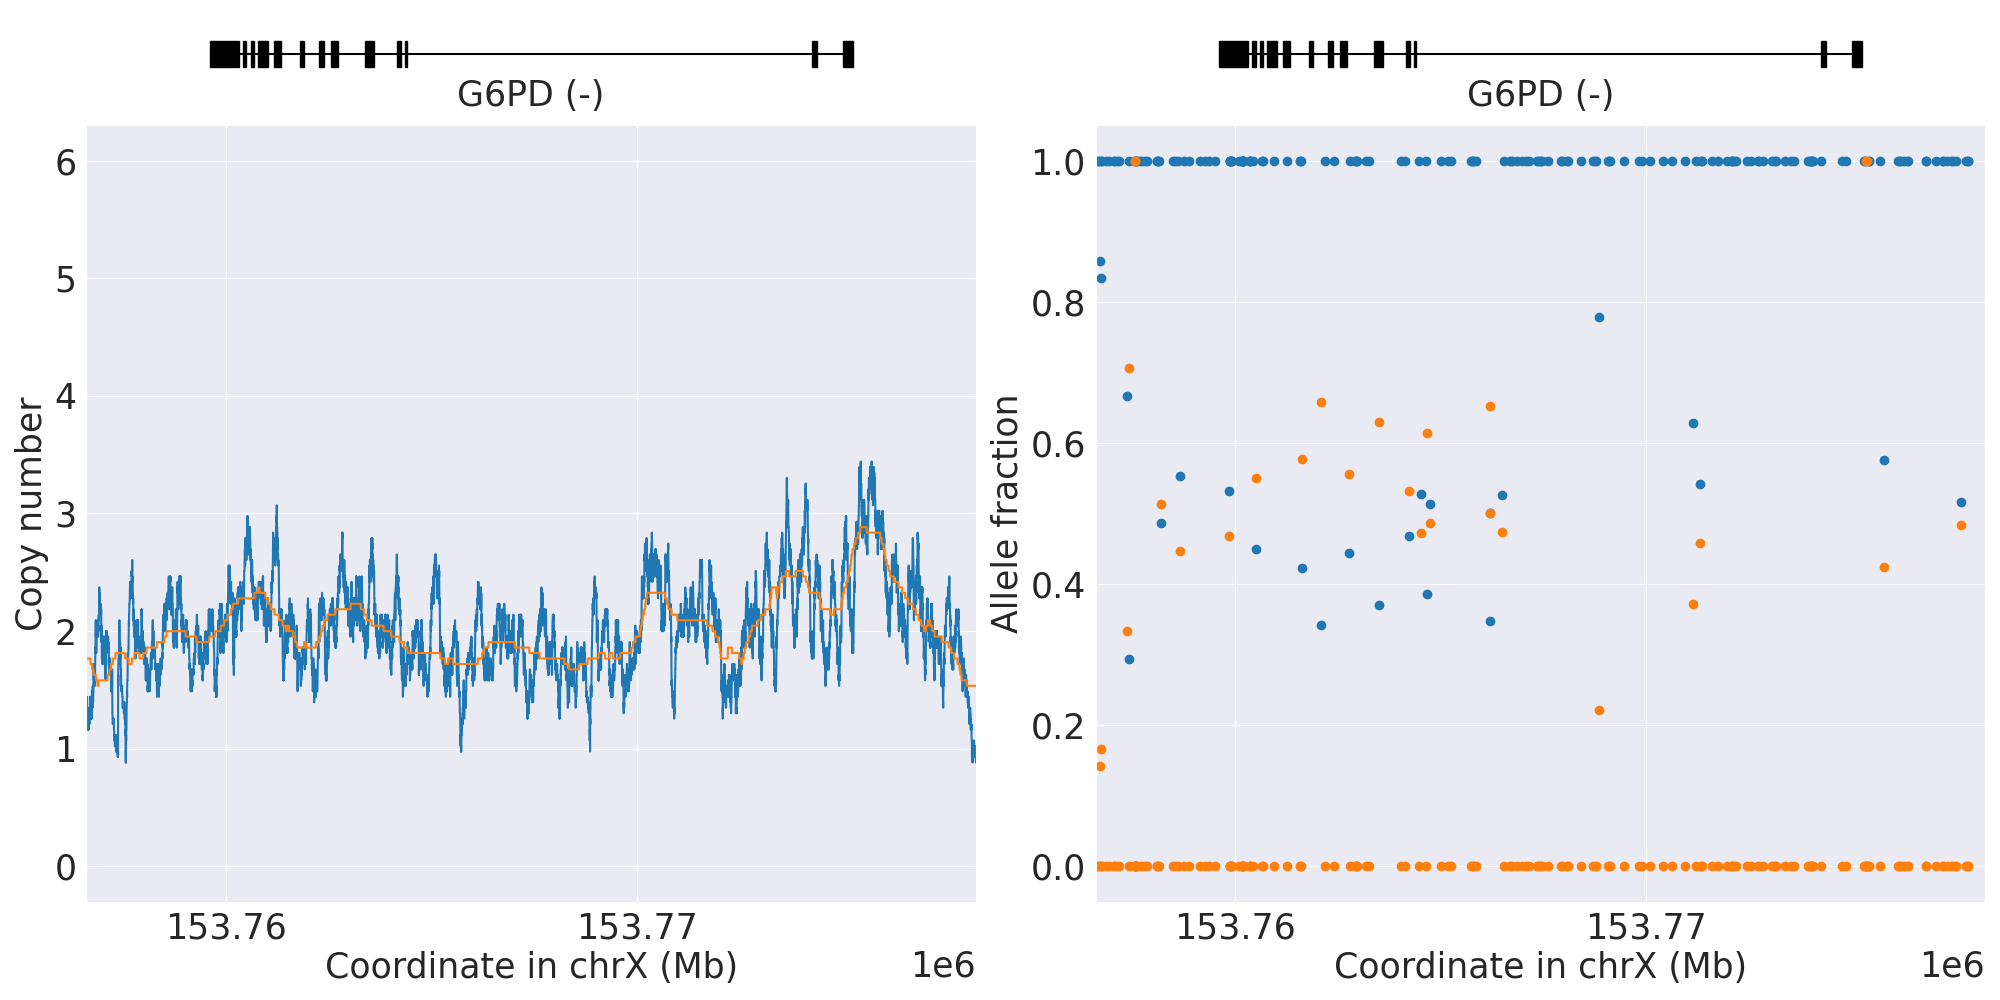 G6PD (-)
6
5
4
3
2
1
0
Copy number
153.76
153.77
Coordinate in chrX (Mb)
1e6
G6PD (-)
1.0
0.8
0.6
0.4
0.2
0.0
Allele fraction
153.76
153.77
Coordinate in chrX (Mb)
1e6